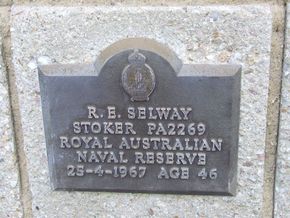 R. E. SELWAY
STOKER PA2269
ROYAL AUSTRALIAN
NAVAL RESERVE
25-4-1967 AGE 46